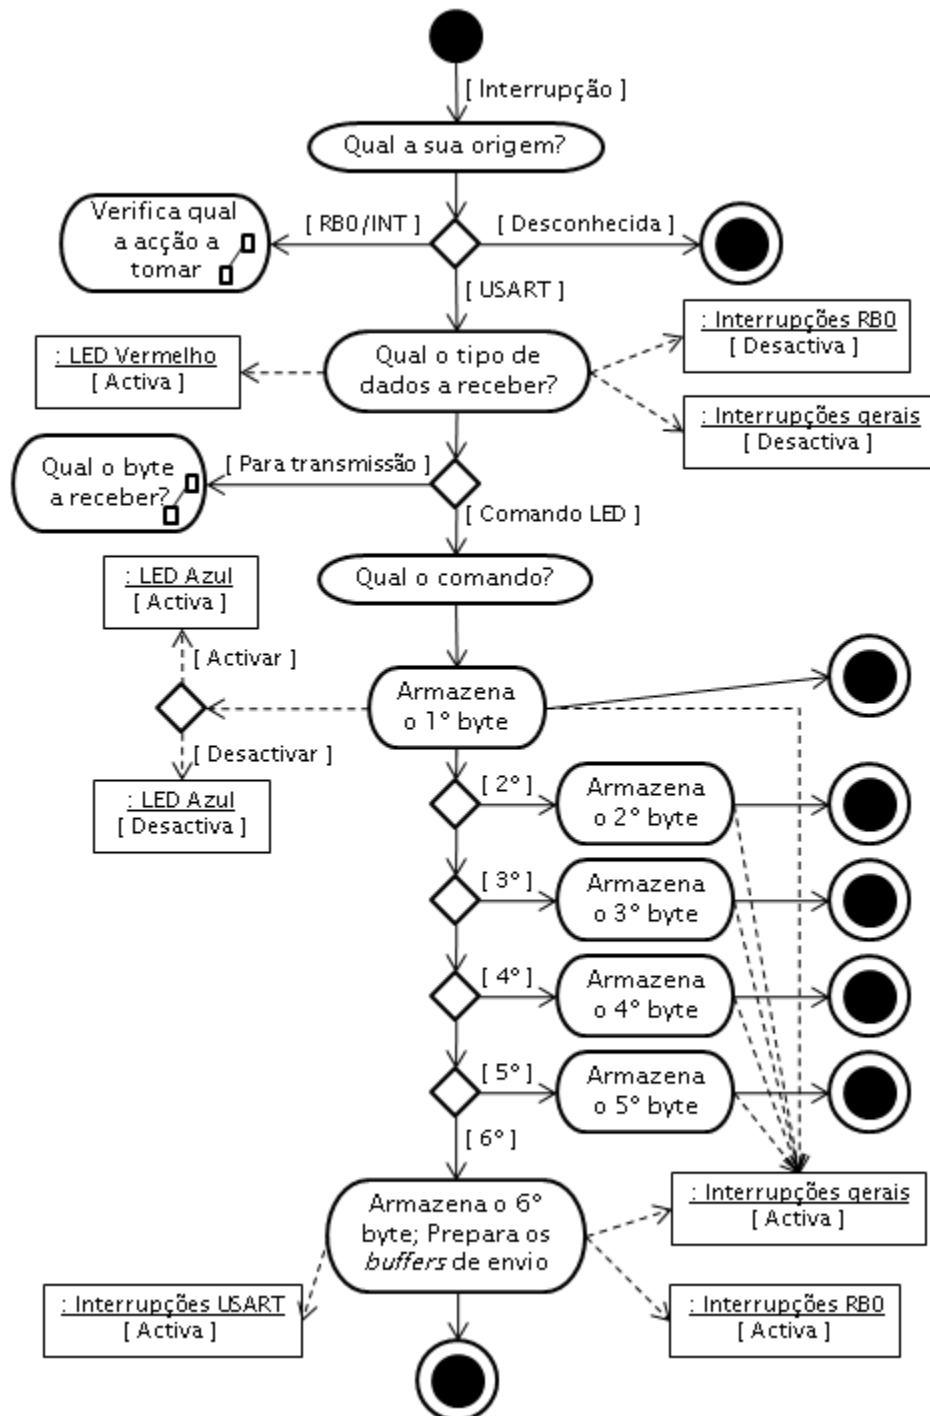 [ Interrupção ]
Qual a sua origem?
[ RB0/INT ]
[ Desconhecida ]
Verifica qual
a acção a
tomar
[ USART ]
: Interrupções RB0
[ Desactiva ]
: LED Vermelho
[ Activa ]
Qual o tipo de
dados a receber?
: Interrupções gerais
[ Desactiva ]
Qual o byte
a receber?
[ Para transmissão ]
[ Comando LED ]
: LED Azul
[ Activa ]
Qual o comando?
[ Activar ]
Armazena
o 1° byte
[ Desactivar ]
: LED Azul
[ Desactiva ]
[ 2° ]
Armazena
o 2° byte
[ 3° ]
Armazena
o 3° byte
[ 4° ]
Armazena
o 4° byte
[ 5° ]
Armazena
o 5° byte
[ 6° ]
Armazena o 6°
byte; Prepara os
buffers de envio
: Interrupções gerais
[ Activa ]
: Interrupções USART
[ Activa ]
: Interrupções RB0
[ Activa ]